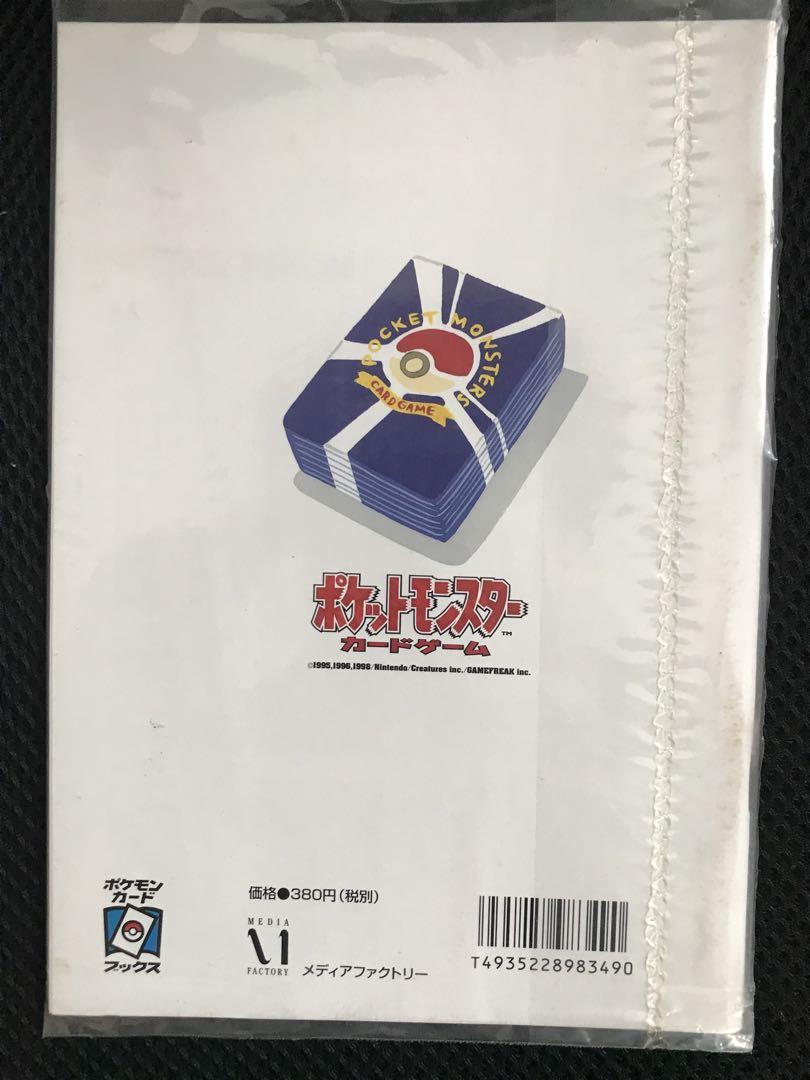 POCKET MONSTERS
CARD GAME
ポケットモンスター™
カードゲーム
©1995,1996,1998/Nintendo/Creatures inc./GAMEFREAK inc.
ポケモン
カード
ブックス
価格●380円(税別)
MEDIA
FACTORY
メディアファクトリー
T4935228983490